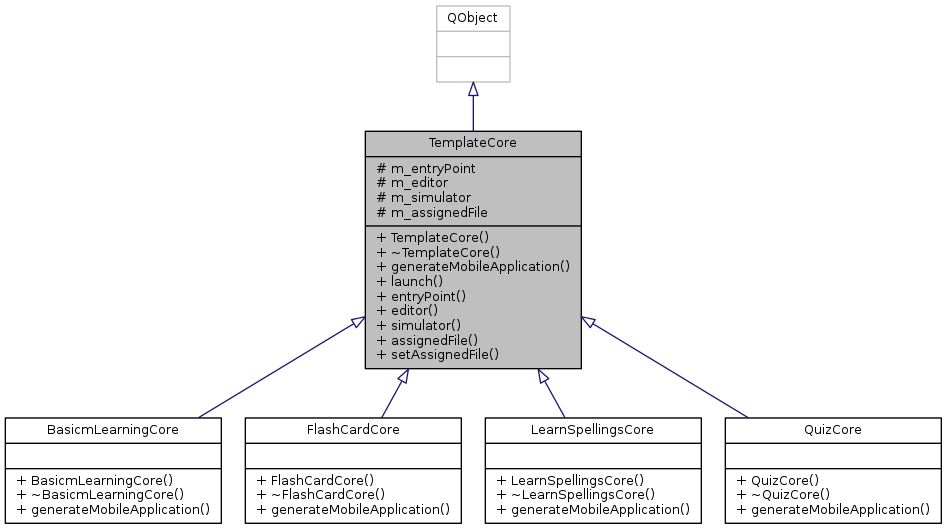 QObject
TemplateCore
# m_entryPoint
# m_editor
# m_simulator
# m_assignedFile
+ TemplateCore()
+ ~TemplateCore()
+ generateMobileApplication()
+ launch()
+ entryPoint()
+ editor()
+ simulator()
+ assignedFile()
+ setAssignedFile()
BasicmLearningCore
+ BasicmLearningCore()
+ ~BasicmLearningCore()
+ generateMobileApplication()
FlashCardCore
+ FlashCardCore()
+ ~FlashCardCore()
+ generateMobileApplication()
LearnSpellingsCore
+ LearnSpellingsCore()
+ ~LearnSpellingsCore()
+ generateMobileApplication()
QuizCore
+ QuizCore()
+ ~QuizCore()
+ generateMobileApplication()